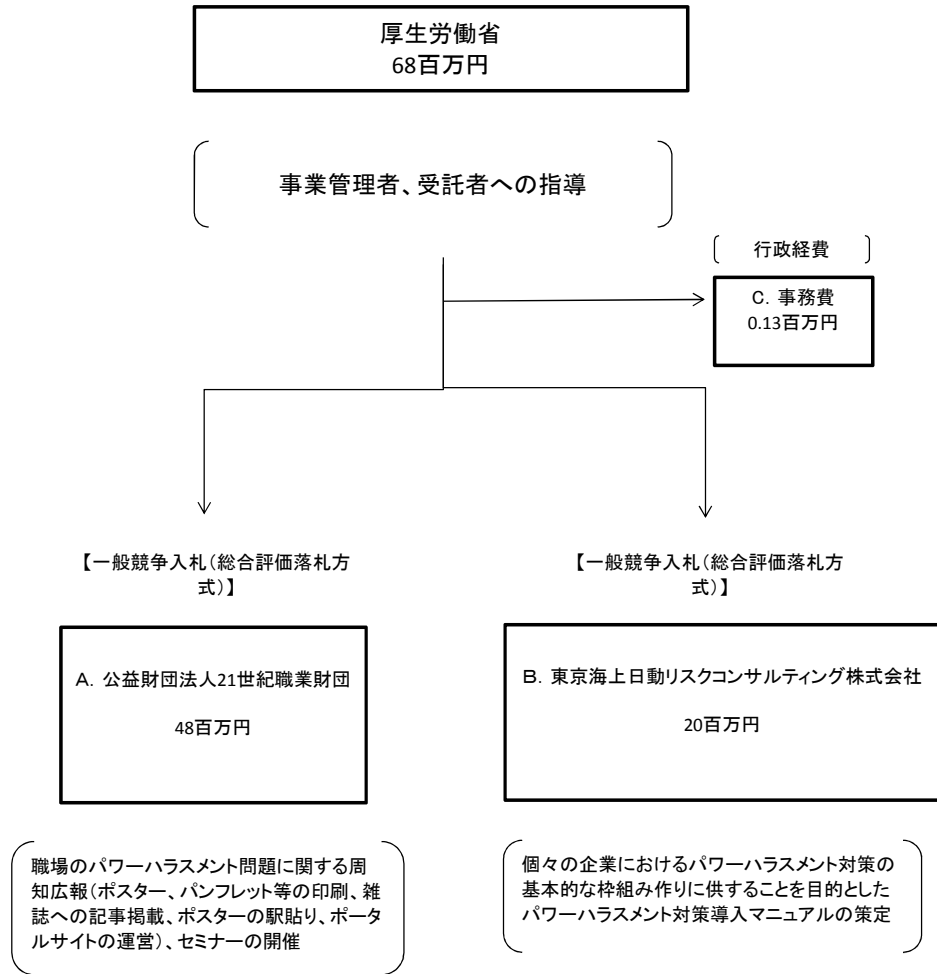 厚生労働省
68百万円
事業管理者、受託者への指導
行政経費
C. 事務費
0.13百万円
【一般競争入札(総合評価落札方
式)】
【一般競争入札(総合評価落札方
式)】
A. 公益財団法人21世紀職業財団
48百万円
B. 東京海上日動リスクコンサルティング株式会社
20百万円
職場のパワーハラスメント問題に関する周
知広報(ポスター、パンフレット等の印刷、雑
誌への記事掲載、ポスターの駅貼り、ポータ
ルサイトの運営)、セミナーの開催
個々の企業におけるパワーハラスメント対策の
基本的な枠組み作りに供することを目的とした
パワーハラスメント対策導入マニュアルの策定